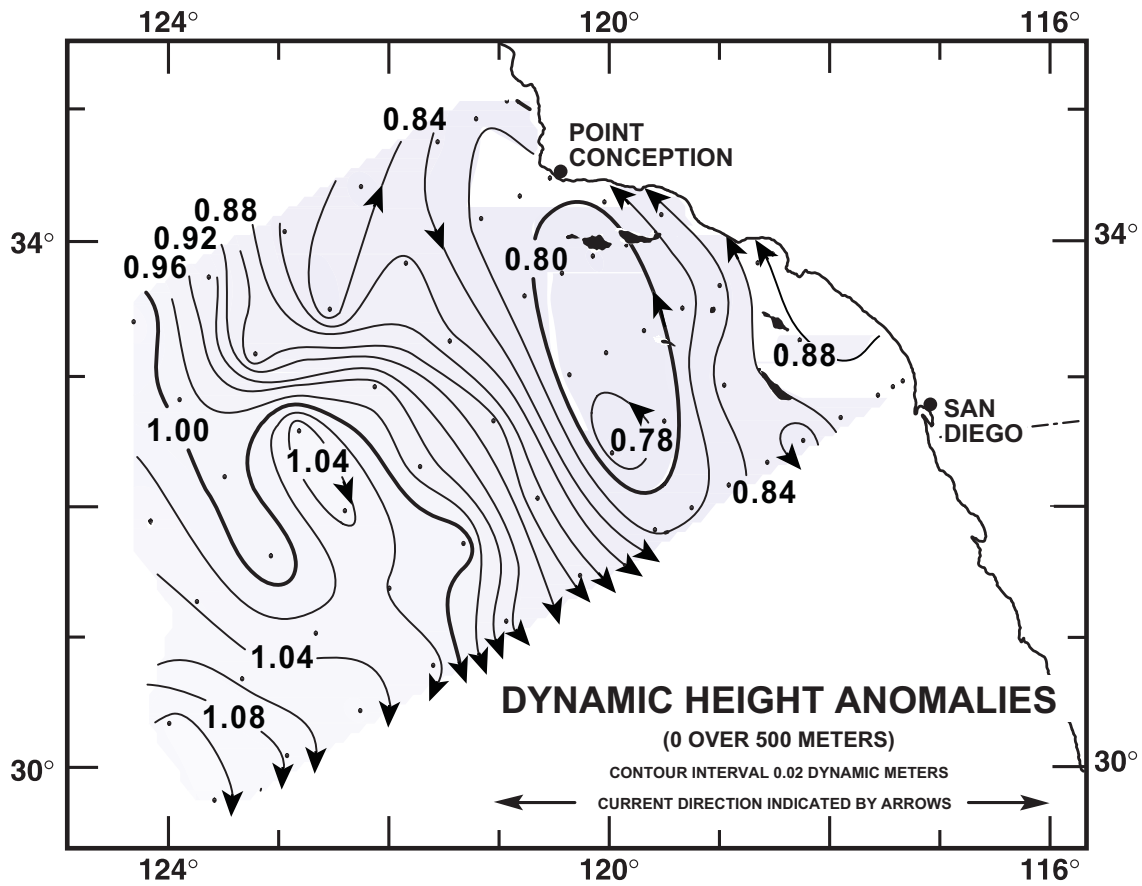 124° 120° 116°
0.84
POINT
CONCEPTION
0.88
34° 0.92 34°
0.96 0.80
0.88
1.00
SAN
DIEGO
0.78
1.04
0.84
1.04
DYNAMIC HEIGHT ANOMALIES
1.08
(0 OVER 500 METERS)
30° CONTOUR INTERVAL 0.02 DYNAMIC METERS 30°
CURRENT DIRECTION INDICATED BY ARROWS
124° 120° 116°